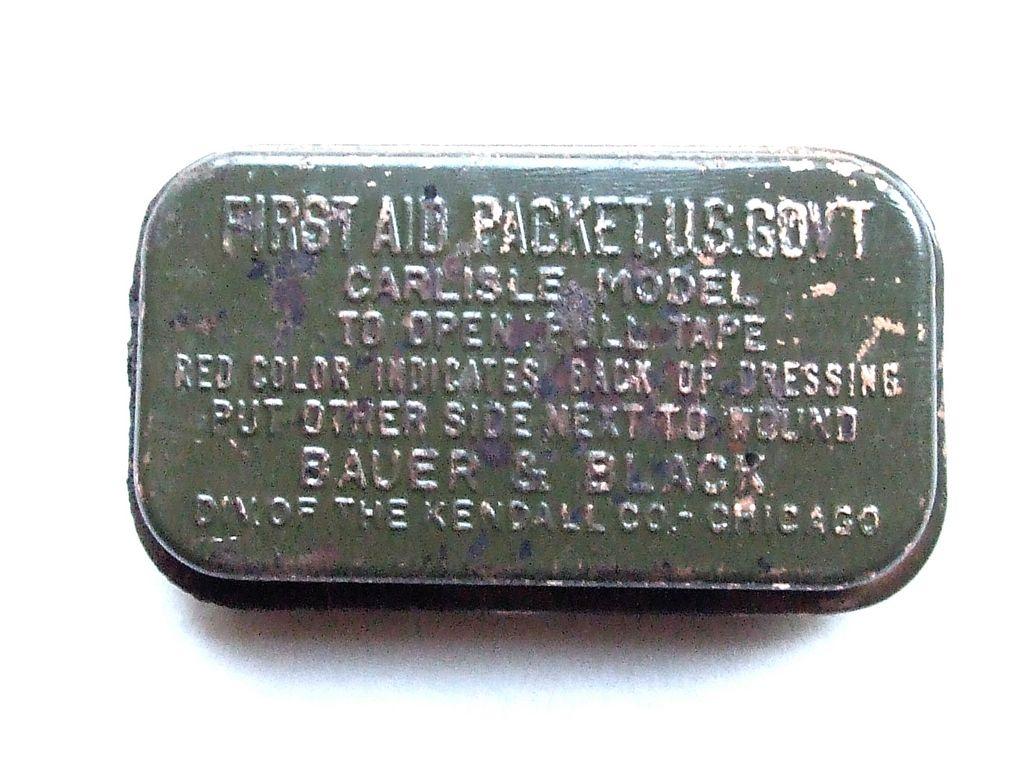 FIRST AID PACKET, U.S. GOV'T
CARLISLE MODEL
TO OPEN PULL TAPE
RED COLOR INDICATES BACK OF DRESSING
PUT OTHER SIDE NEXT TO WOUND
BAUER & BLACK
DIV. OF THE KENDALL CO. - CHICAGO